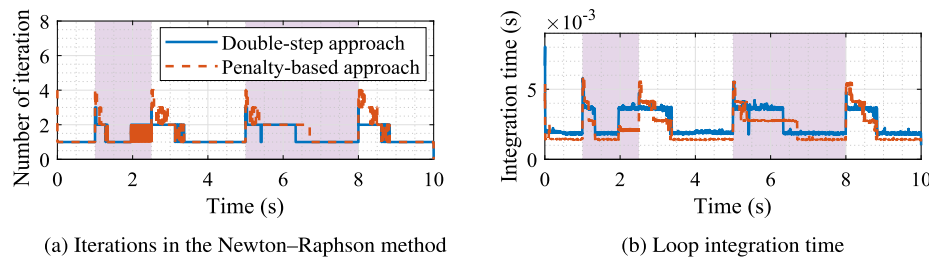 Number of iteration
8
6
4
2
0
Double-step approach
Penalty-based approach
0 2 4 6 8 10
Time (s)
(a) Iterations in the Newton–Raphson method
×10⁻³
Integration time (s)
5
0
0 2 4 6 8 10
Time (s)
(b) Loop integration time